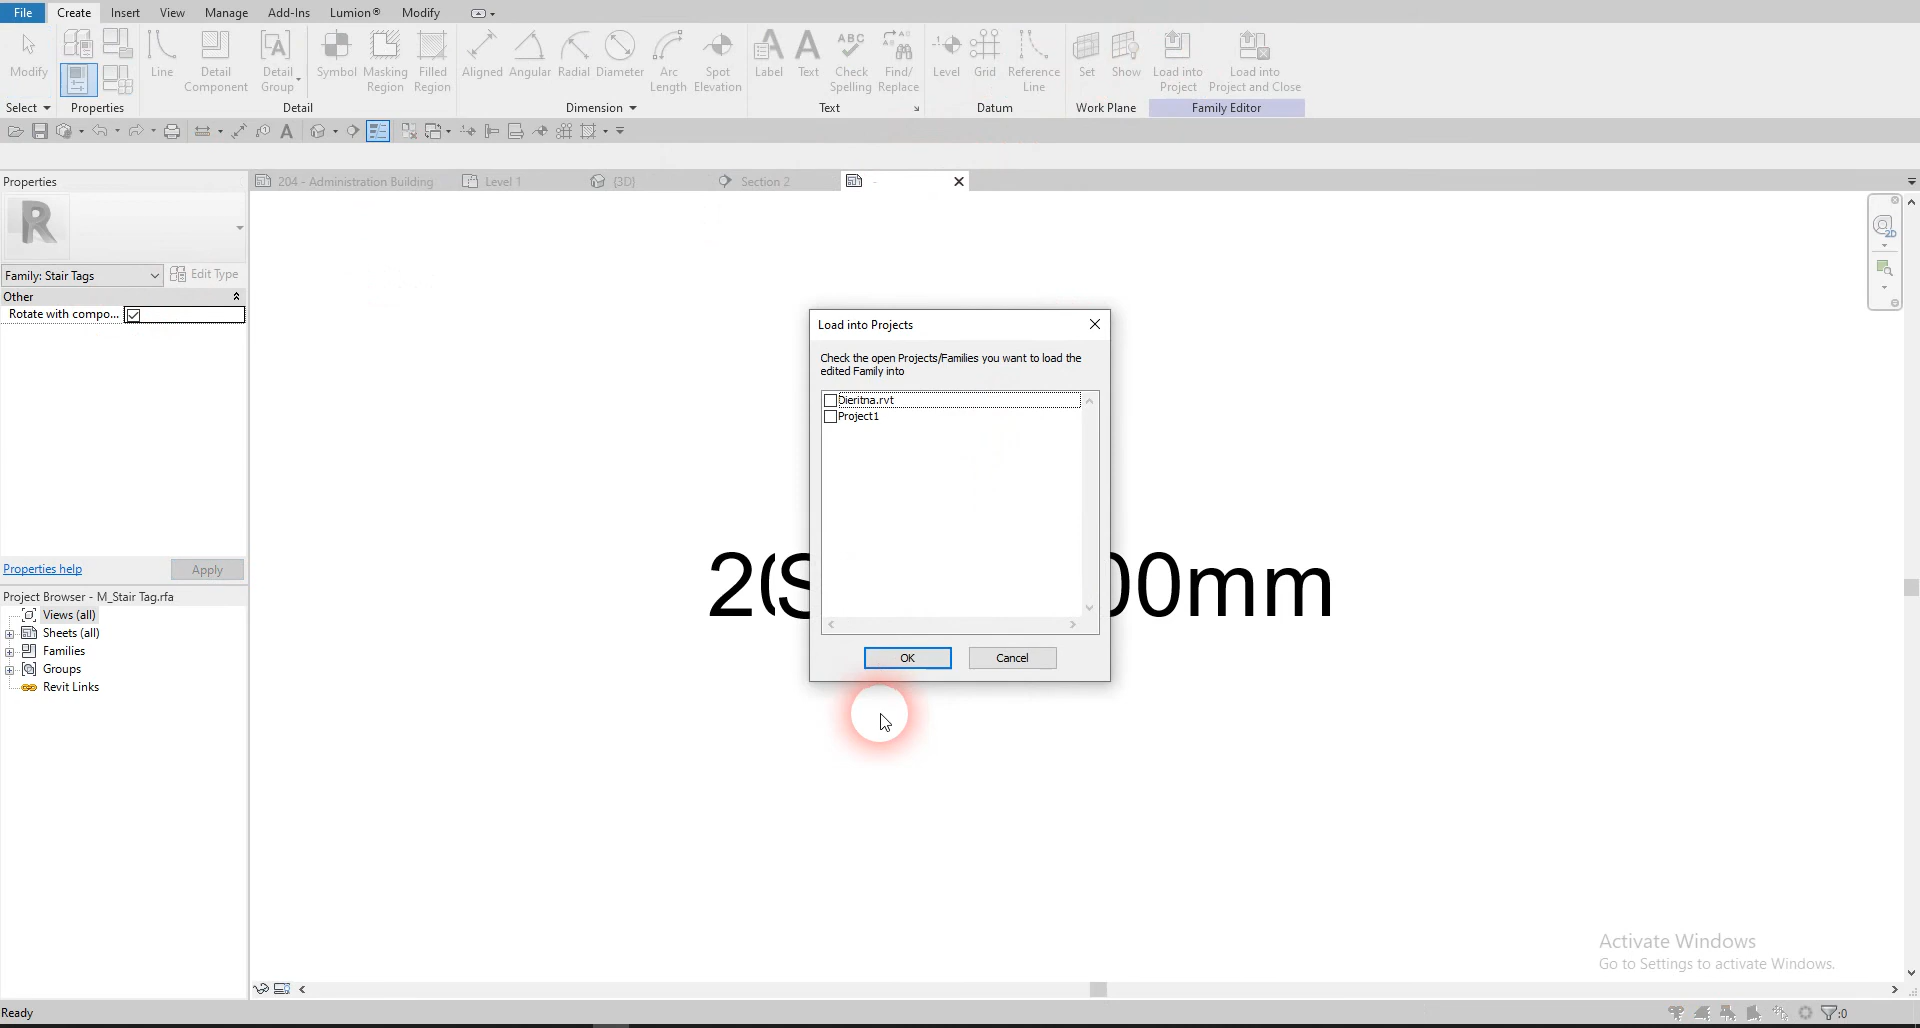 File Create Insert View Manage Add-Ins Lumion® Modify
Modify Line Detail Component Detail Group Symbol Masking Region Filled Region Aligned Angular Radial Diameter Arc Length Spot Elevation Label Text Check Spelling Find/ Replace Level Grid Reference Line Set Show Load into Project Load into Project and Close
Select Properties Detail Dimension Text Datum Work Plane Family Editor
Properties
204 - Administration Building Level 1 {3D} Section 2 -
Family: Stair Tags Edit Type
Other
Rotate with compo...
Load into Projects
Check the open Projects/Families you want to load the
edited Family into
Dieritna.rvt
Project1
OK Cancel
00mm
Properties help Apply
Project Browser - M_Stair Tag.rfa
Views (all)
Sheets (all)
Families
Groups
Revit Links
Activate Windows
Go to Settings to activate Windows.
Ready
:0